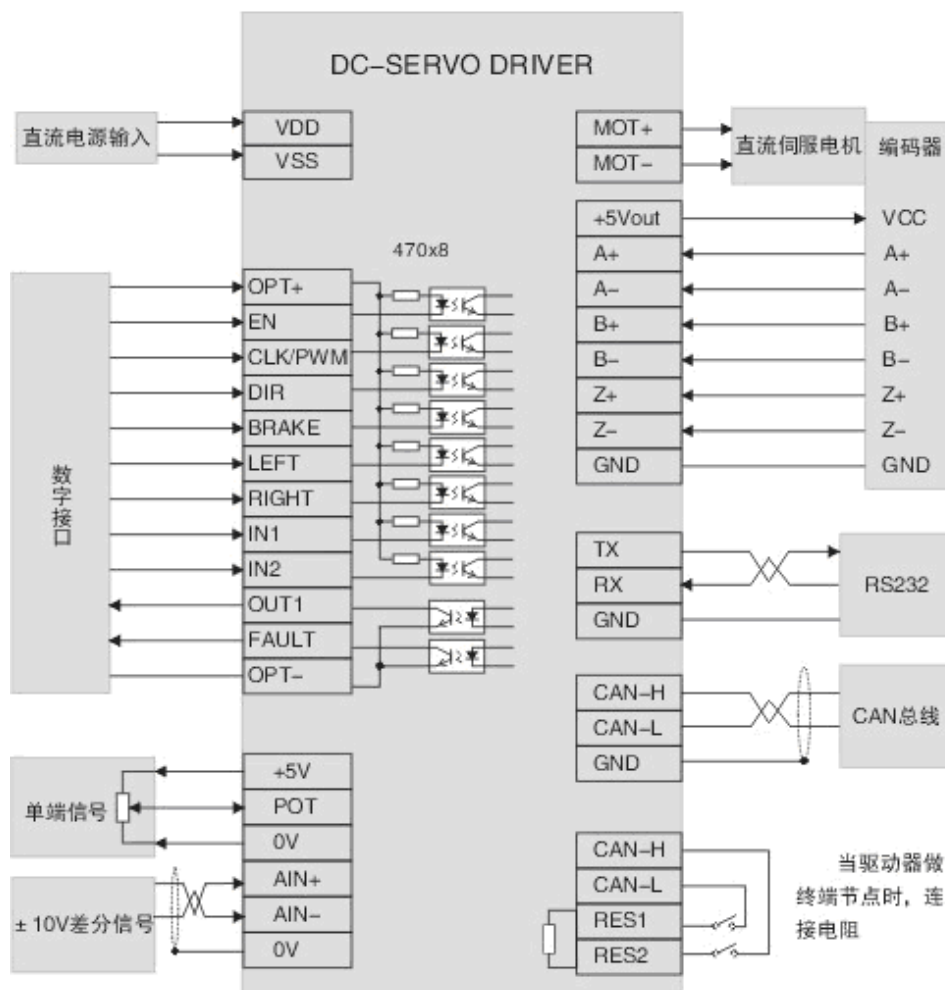 DC-SERVO DRIVER
直流电源输入
VDD
VSS
470x8
数字接口
OPT+
EN
CLK/PWM
DIR
BRAKE
LEFT
RIGHT
IN1
IN2
OUT1
FAULT
OPT-
单端信号
+5V
POT
0V
± 10V差分信号
AIN+
AIN-
0V
MOT+
MOT-
直流伺服电机
编码器
+5Vout
VCC
A+
A+
A-
A-
B+
B+
B-
B-
Z+
Z+
Z-
Z-
GND
GND
TX
RX
GND
RS232
CAN-H
CAN-L
GND
CAN总线
CAN-H
CAN-L
RES1
RES2
当驱动器做
终端节点时，连
接电阻